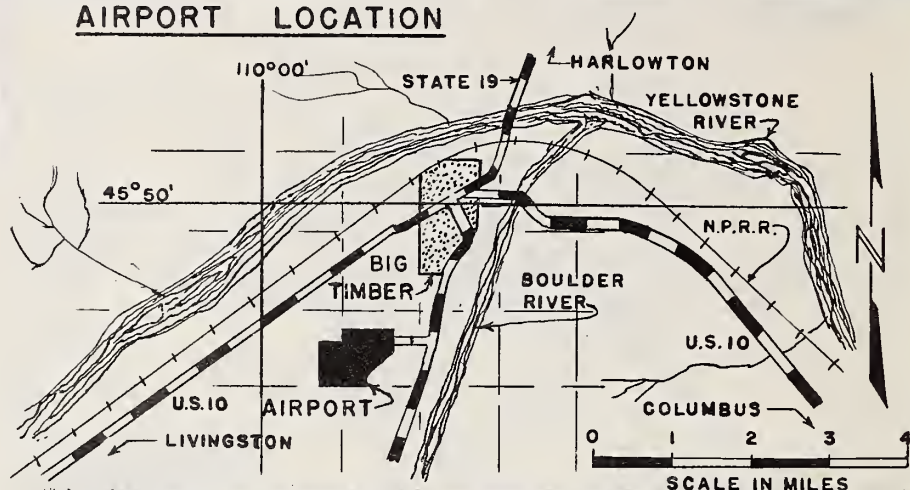 AIRPORT LOCATION
HARLOWTON
110°00'
STATE 19
YELLOWSTONE
RIVER
45°50'
N.P.R.R.
N
BIG
TIMBER
BOULDER
RIVER
U.S.10
U.S.10
AIRPORT
COLUMBUS
LIVINGSTON
0 1 2 3 4
SCALE IN MILES